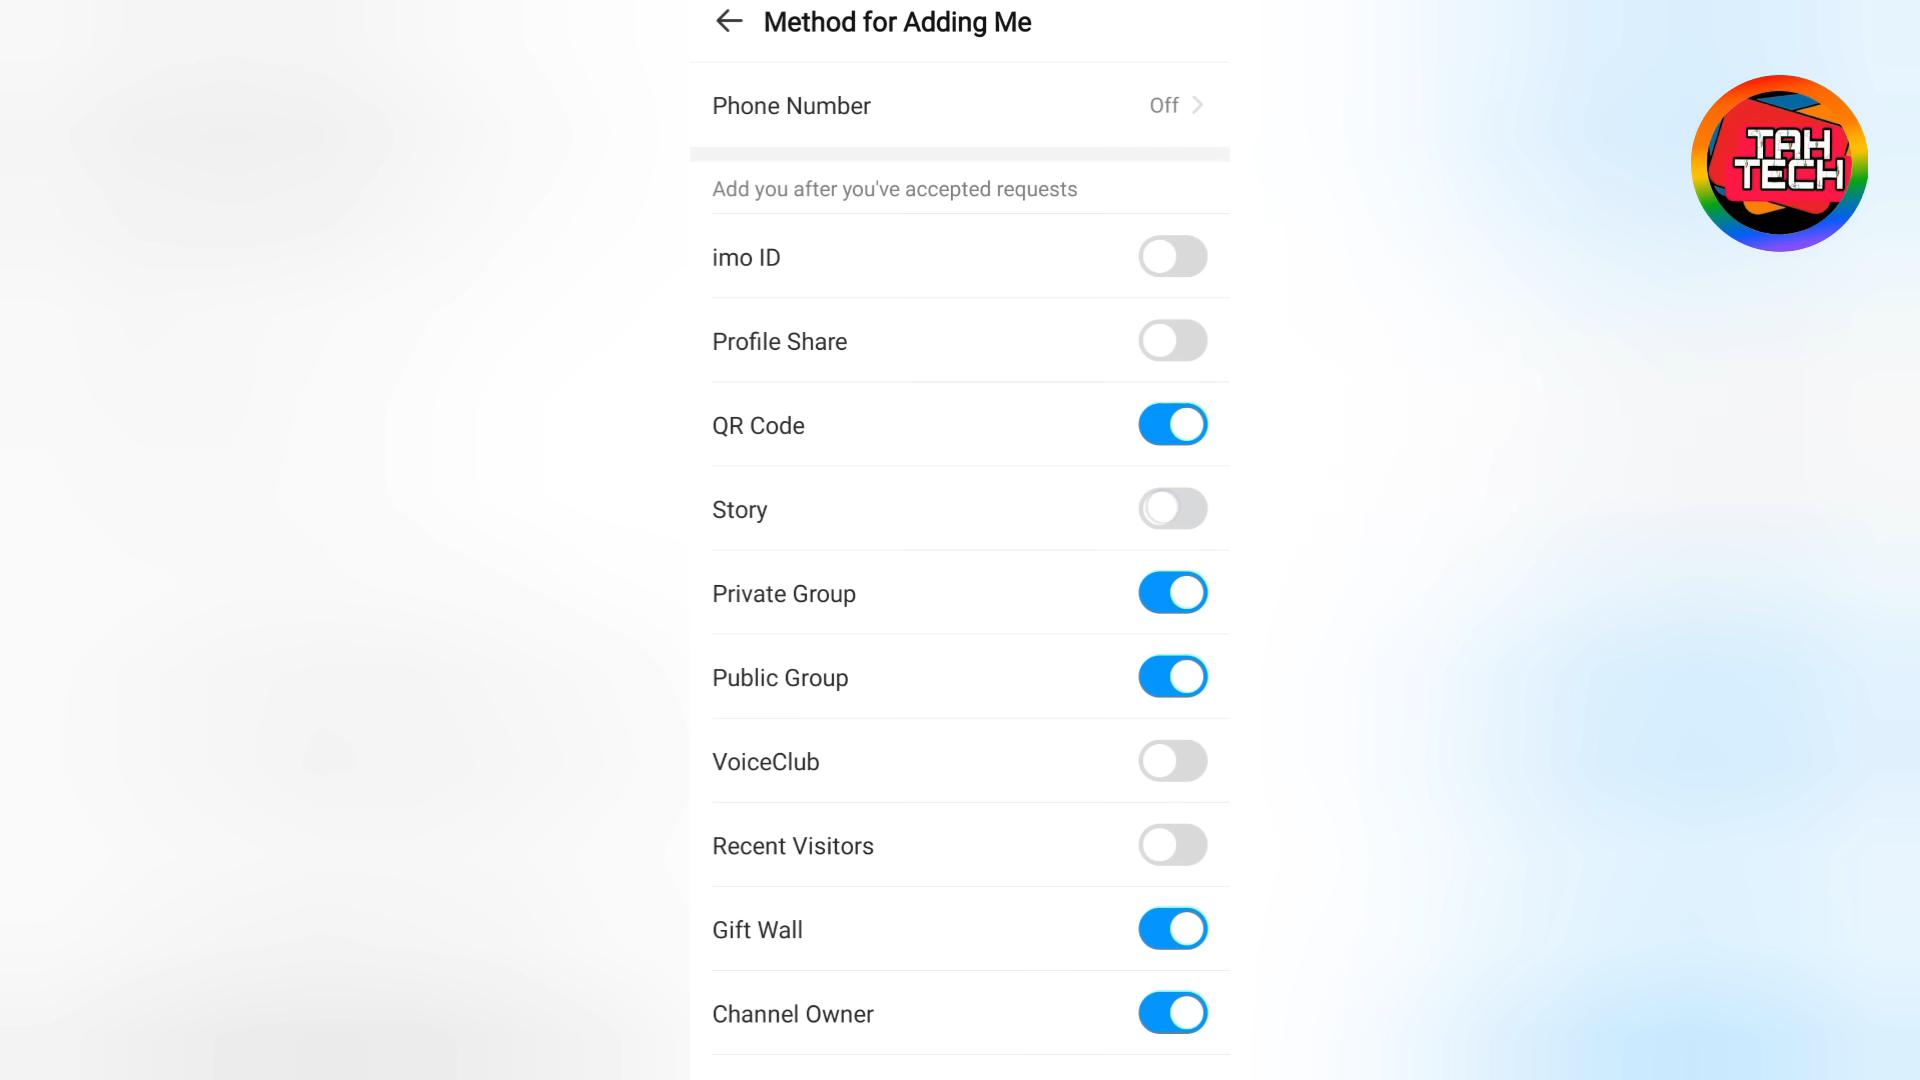 Method for Adding Me
Phone Number
Off
Add you after you've accepted requests
imo ID
Profile Share
QR Code
Story
Private Group
Public Group
VoiceClub
Recent Visitors
Gift Wall
Channel Owner
TAH
TECH